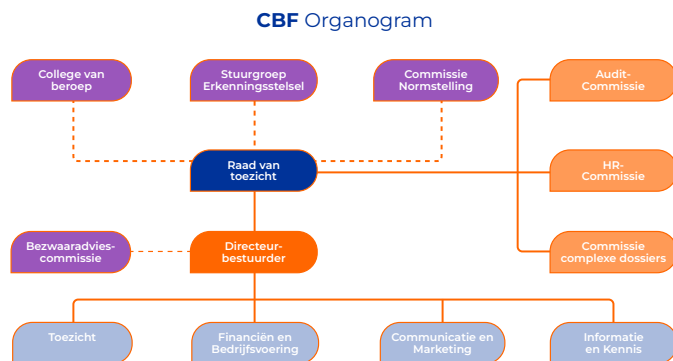 CBF Organogram
College van
beroep
Stuurgroep
Erkenningsstelsel
Commissie
Normstelling
Audit-
Commissie
Raad van
toezicht
HR-
Commissie
Bezwaaradvies-
commissie
Directeur-
bestuurder
Commissie
complexe dossiers
Toezicht
Financiën en
Bedrijfsvoering
Communicatie en
Marketing
Informatie
en Kennis